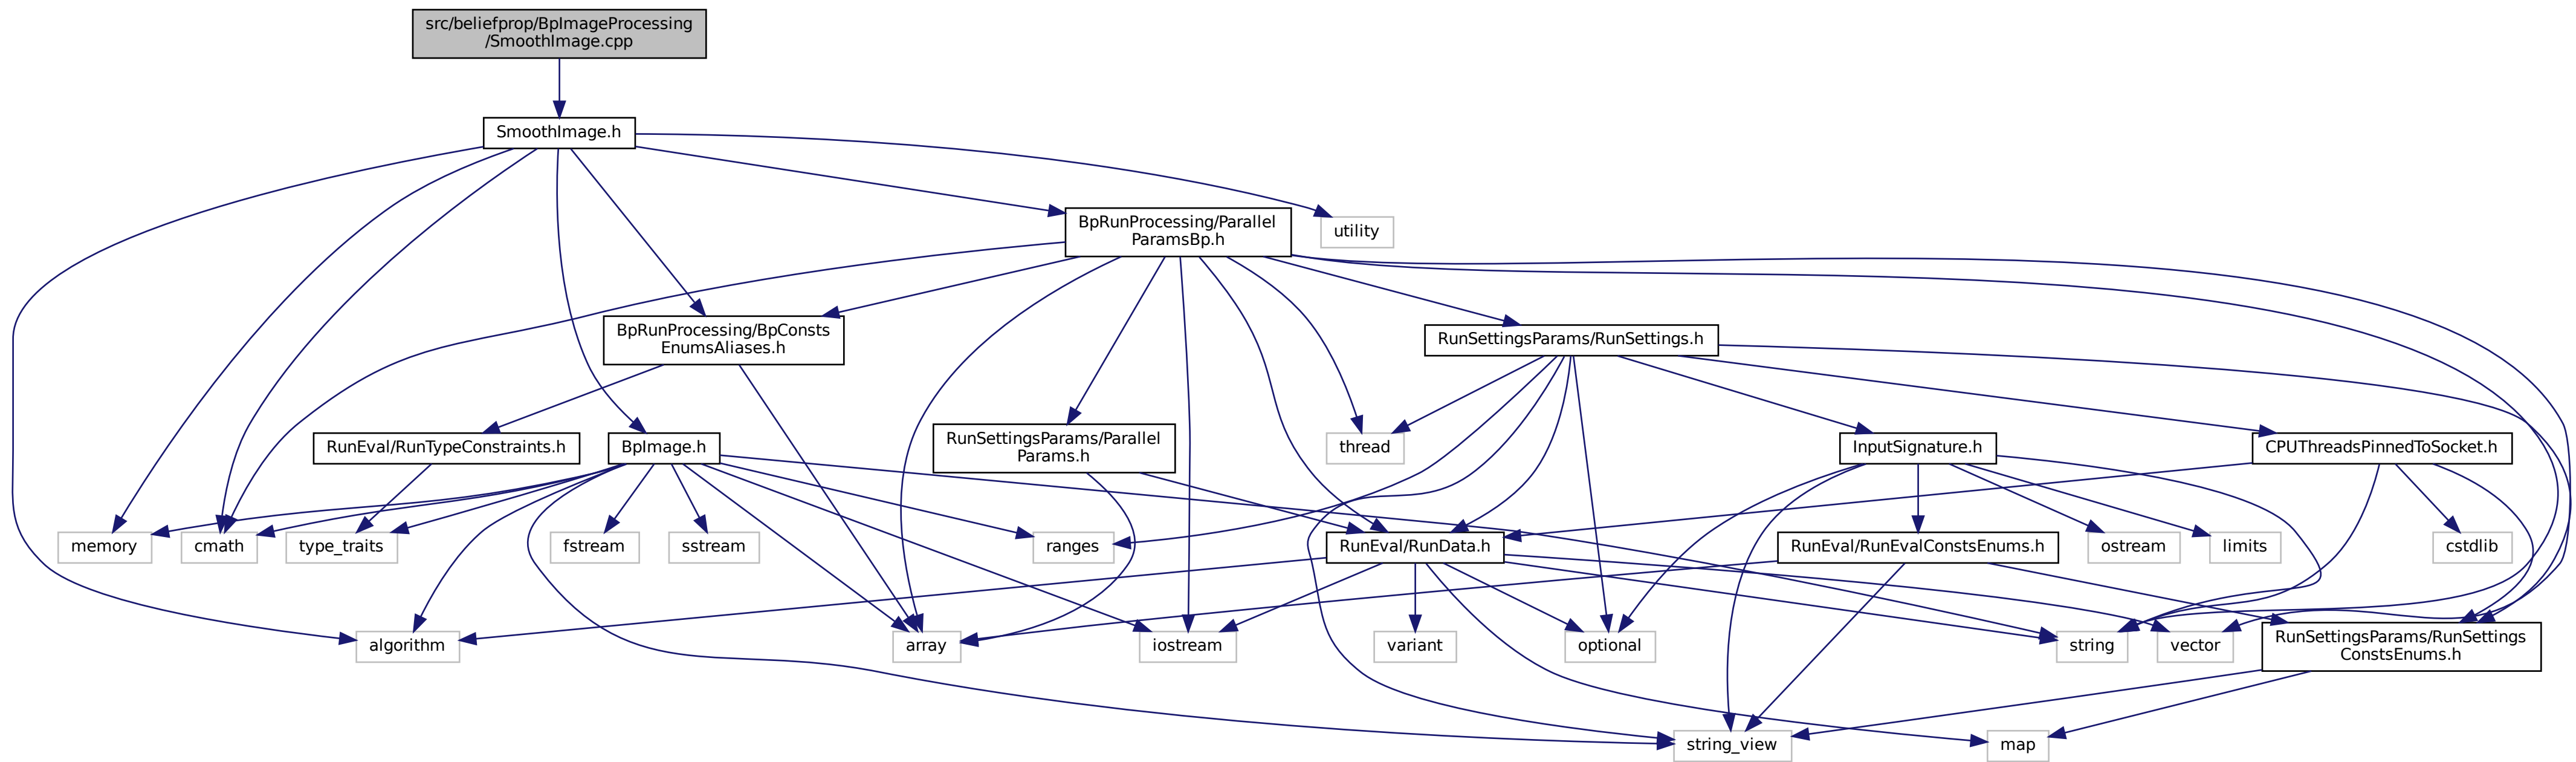 src/beliefprop/BpImageProcessing
/SmoothImage.cpp
SmoothImage.h
BpRunProcessing/Parallel
ParamsBp.h
utility
BpRunProcessing/BpConsts
EnumsAliases.h
RunSettingsParams/RunSettings.h
RunEval/RunTypeConstraints.h
BpImage.h
RunSettingsParams/Parallel
Params.h
thread
InputSignature.h
CPUThreadsPinnedToSocket.h
memory
cmath
type_traits
fstream
sstream
ranges
RunEval/RunData.h
RunEval/RunEvalConstsEnums.h
ostream
limits
cstdlib
algorithm
array
iostream
variant
optional
string
vector
RunSettingsParams/RunSettings
ConstsEnums.h
string_view
map